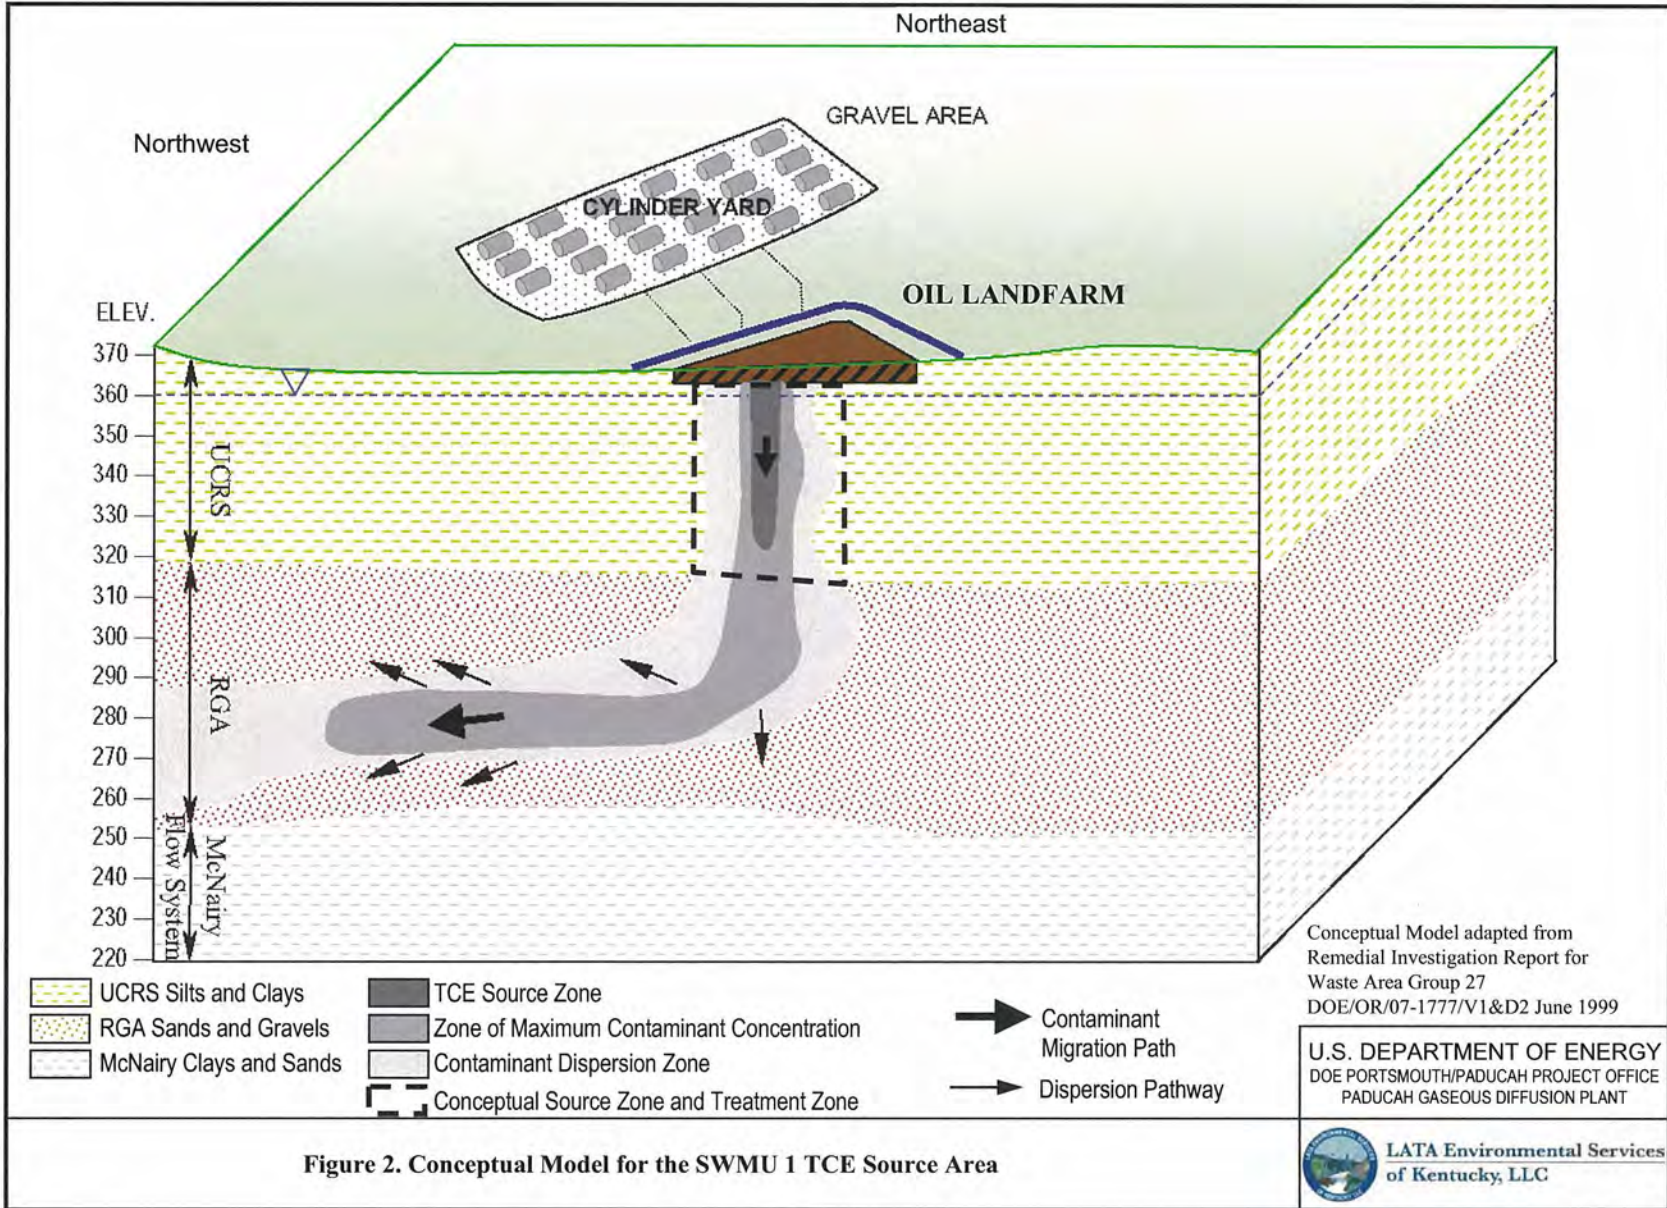 Northeast
Northwest
GRAVEL AREA
CYLINDER YARD
OIL LANDFARM
ELEV.
370
360
350
340
330
320
310
300
290
280
270
260
250
240
230
220
UCRS
RGA
McNairy
Flow System
Conceptual Model adapted from
Remedial Investigation Report for
Waste Area Group 27
DOE/OR/07-1777/V1&D2 June 1999
UCRS Silts and Clays
RGA Sands and Gravels
McNairy Clays and Sands
TCE Source Zone
Zone of Maximum Contaminant Concentration
Contaminant Dispersion Zone
Conceptual Source Zone and Treatment Zone
Contaminant
Migration Path
Dispersion Pathway
U.S. DEPARTMENT OF ENERGY
DOE PORTSMOUTH/PADUCAH PROJECT OFFICE
PADUCAH GASEOUS DIFFUSION PLANT
Figure 2. Conceptual Model for the SWMU 1 TCE Source Area
LATA Environmental Services
of Kentucky, LLC